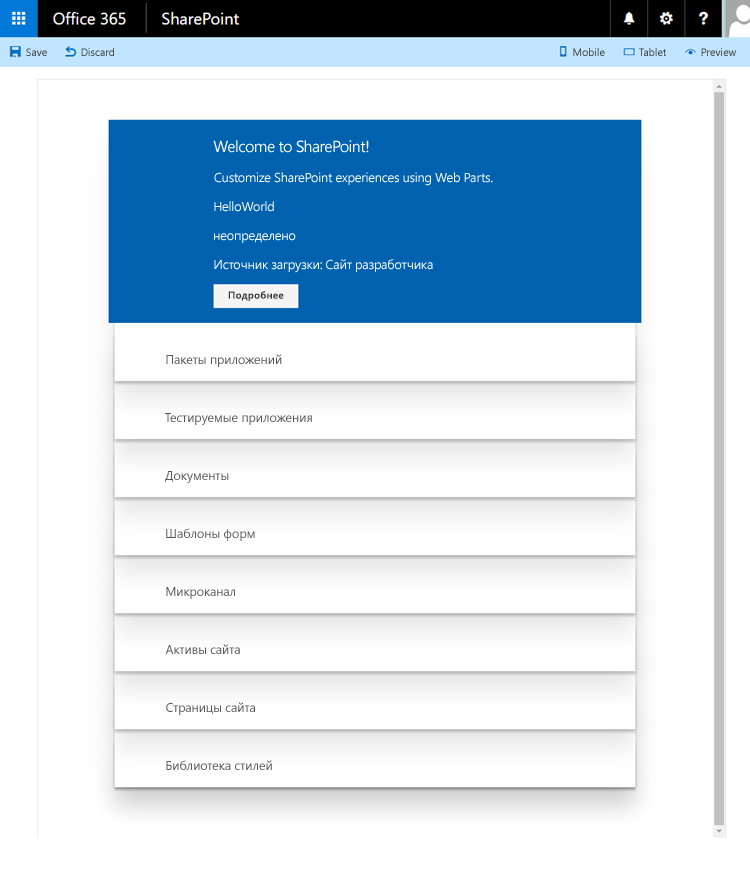 Office 365 SharePoint ?
Save Discard Mobile Tablet Preview
Welcome to SharePoint!
Customize SharePoint experiences using Web Parts.
HelloWorld
неопределено
Источник загрузки: Сайт разработчика
Подробнее
Пакеты приложений
Тестируемые приложения
Документы
Шаблоны форм
Микроканал
Активы сайта
Страницы сайта
Библиотека стилей